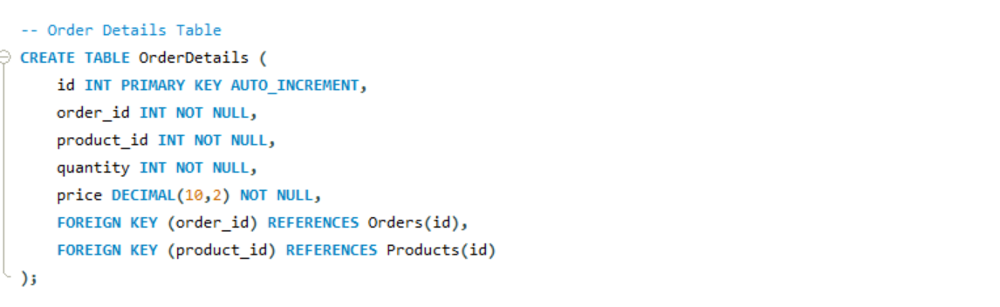 -- Order Details Table
CREATE TABLE OrderDetails (
id INT PRIMARY KEY AUTO_INCREMENT,
order_id INT NOT NULL,
product_id INT NOT NULL,
quantity INT NOT NULL,
price DECIMAL(10,2) NOT NULL,
FOREIGN KEY (order_id) REFERENCES Orders(id),
FOREIGN KEY (product_id) REFERENCES Products(id)
);